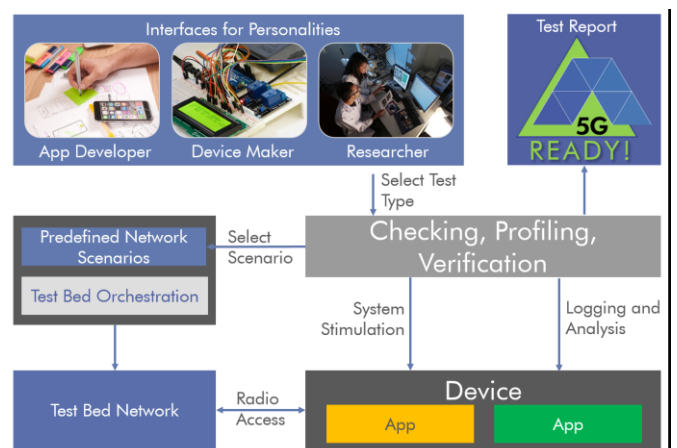 Interfaces for Personalities
App Developer
Device Maker
Researcher
Test Report
5G
READY!
Select Test
Type
Predefined Network
Scenarios
Test Bed Orchestration
Select
Scenario
Checking, Profiling,
Verification
System
Stimulation
Logging and
Analysis
Test Bed Network
Radio
Access
Device
App
App